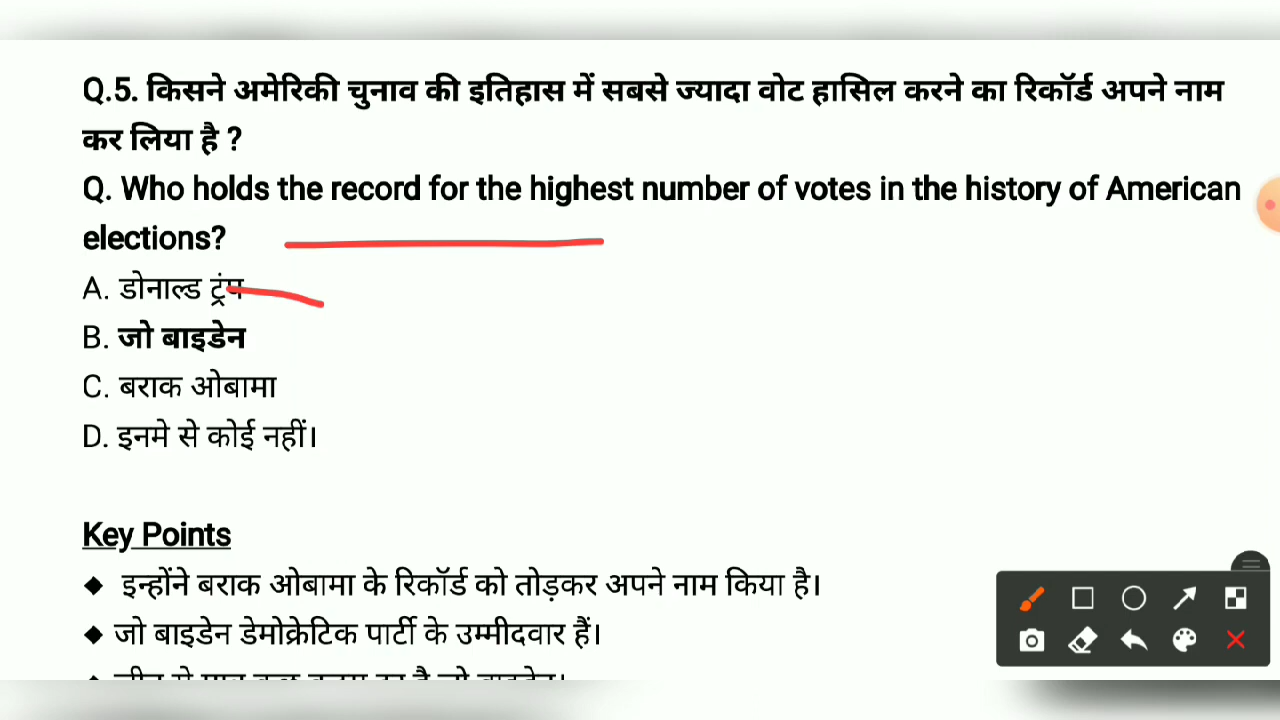 Q.5. किसने अमेरिकी चुनाव की इतिहास में सबसे ज्यादा वोट हासिल करने का रिकॉर्ड अपने नाम
कर लिया है ?
Q. Who holds the record for the highest number of votes in the history of American
elections?
A. डोनाल्ड ट्रंप
B. जो बाइडेन
C. बराक ओबामा
D. इनमे से कोई नहीं।
Key Points
◆ इन्होंने बराक ओबामा के रिकॉर्ड को तोड़कर अपने नाम किया है।
◆ जो बाइडेन डेमोक्रेटिक पार्टी के उम्मीदवार हैं।